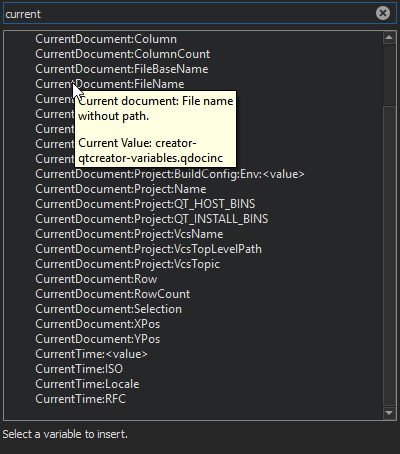 current
CurrentDocument:Column
CurrentDocument:ColumnCount
CurrentDocument:FileBaseName
CurrentDocument:FileName
Current
Current document: File name
without path.
Current
Current
Current
Current Value: creator-
qtcreator-variables.qdocinc
Current
CurrentDocument:Project:BuildConfig:Env:<value>
CurrentDocument:Project:Name
CurrentDocument:Project:QT_HOST_BINS
CurrentDocument:Project:QT_INSTALL_BINS
CurrentDocument:Project:VcsName
CurrentDocument:Project:VcsTopLevelPath
CurrentDocument:Project:VcsTopic
CurrentDocument:Row
CurrentDocument:RowCount
CurrentDocument:Selection
CurrentDocument:XPos
CurrentDocument:YPos
CurrentTime:<value>
CurrentTime:ISO
CurrentTime:Locale
CurrentTime:RFC
Select a variable to insert.